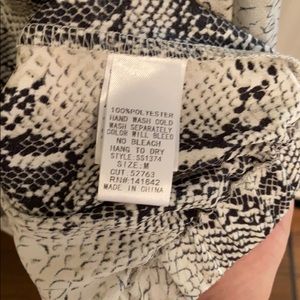 100%POLYESTER
HAND WASH COLD
WASH SEPARATELY
COLOR WILL BLEED
NO BLEACH
HANG TO DRY
STYLE:SS1374
SIZE:M
CUT: 52763
RN#:141642
MADE IN CHINA